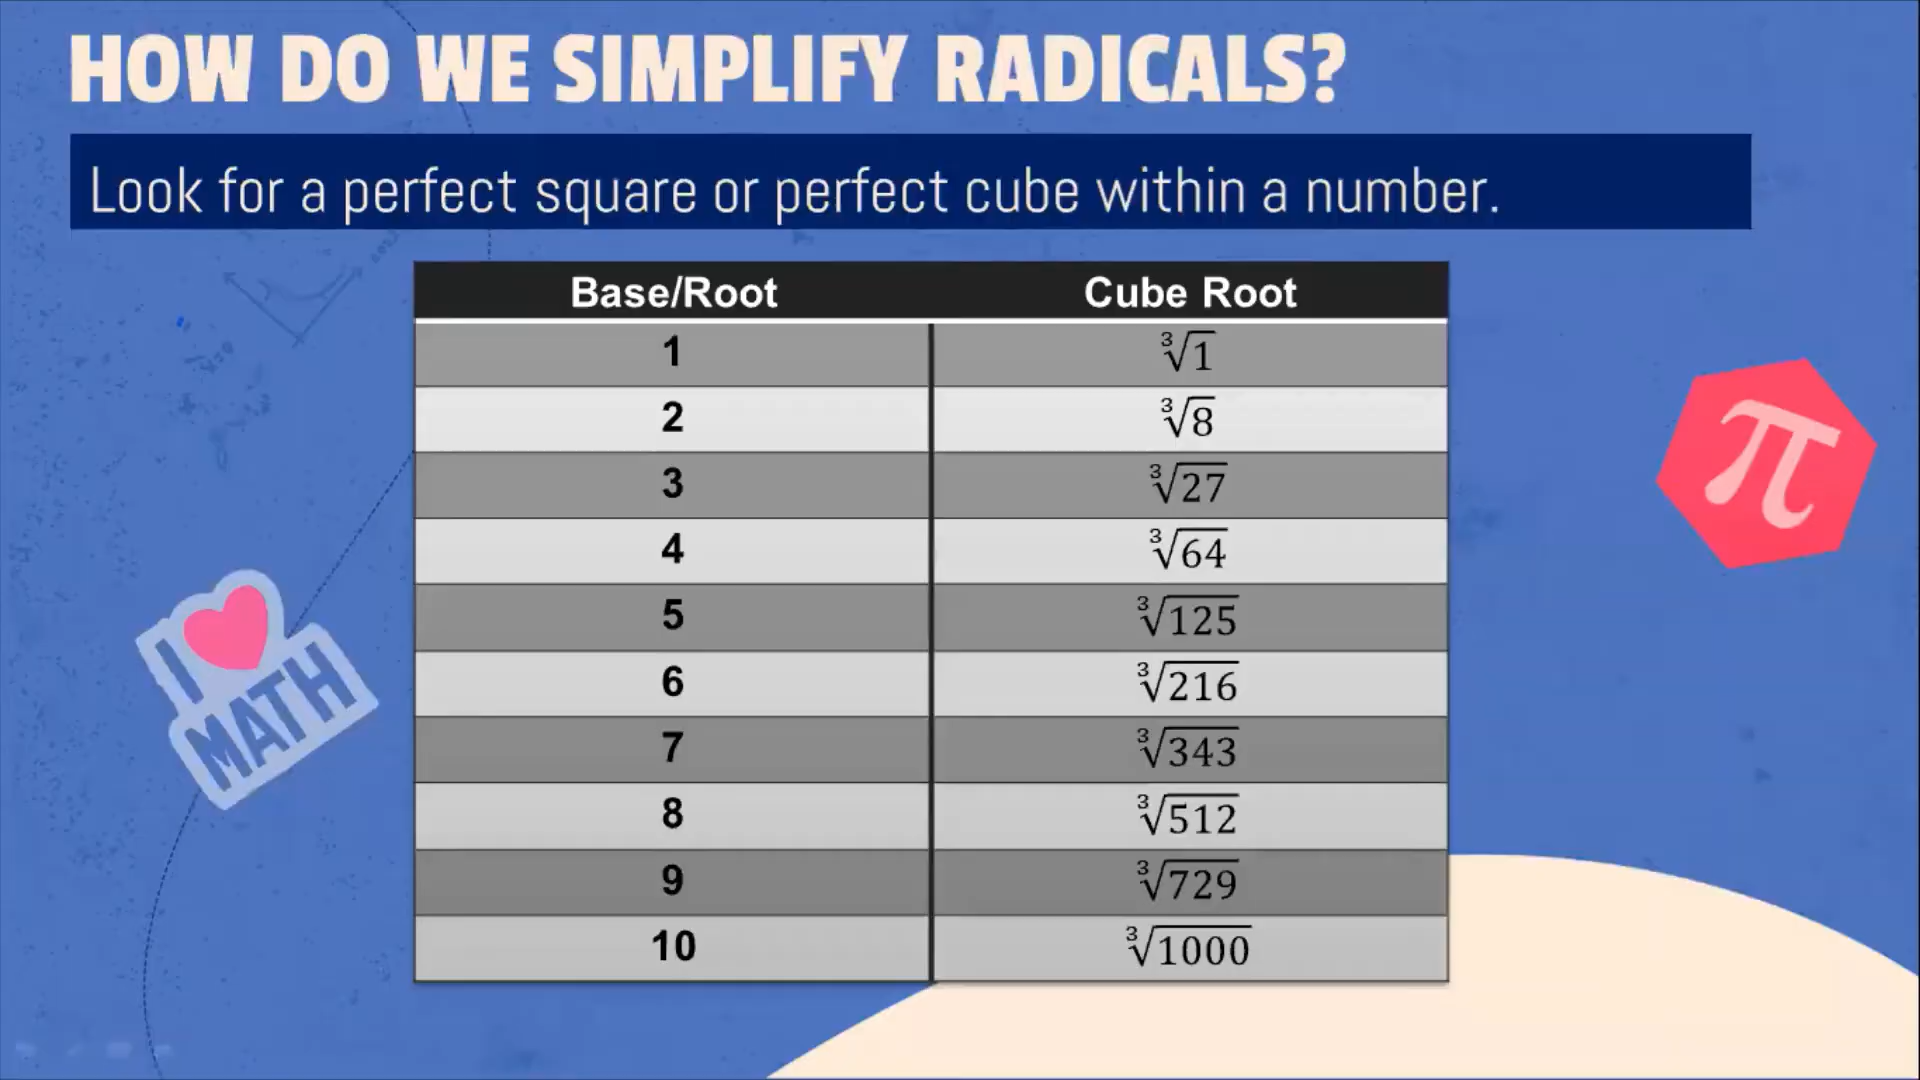 HOW DO WE SIMPLIFY RADICALS?
Look for a perfect square or perfect cube within a number.
Base/Root Cube Root
1 ∛1
2 ∛8
3 ∛27
4 ∛64
5 ∛125
6 ∛216
7 ∛343
8 ∛512
9 ∛729
10 ∛1000
π
I
MATH